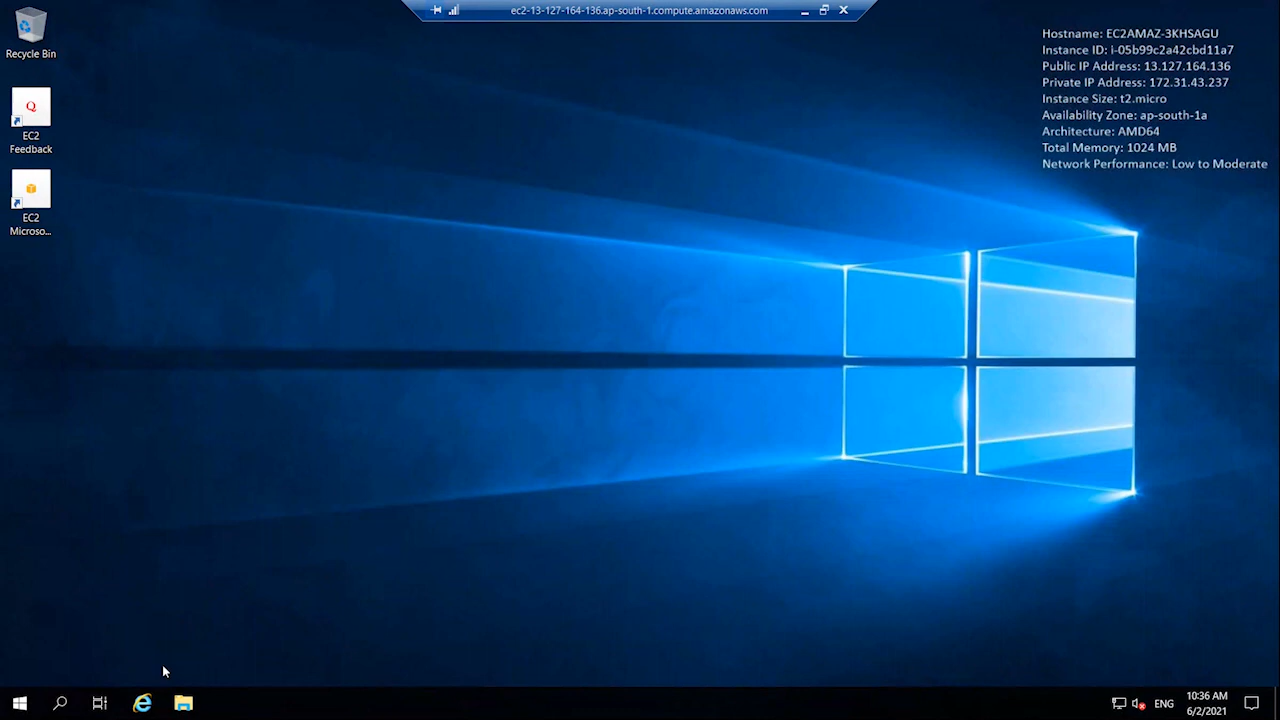 ec2-13-127-164-136.ap-south-1.compute.amazonaws.com
Recycle Bin
Q
EC2
Feedback
EC2
Microso...
Hostname: EC2AMAZ-3KHSAGU
Instance ID: i-05b99c2a42cbd11a7
Public IP Address: 13.127.164.136
Private IP Address: 172.31.43.237
Instance Size: t2.micro
Availability Zone: ap-south-1a
Architecture: AMD64
Total Memory: 1024 MB
Network Performance: Low to Moderate
ENG
10:36 AM
6/2/2021